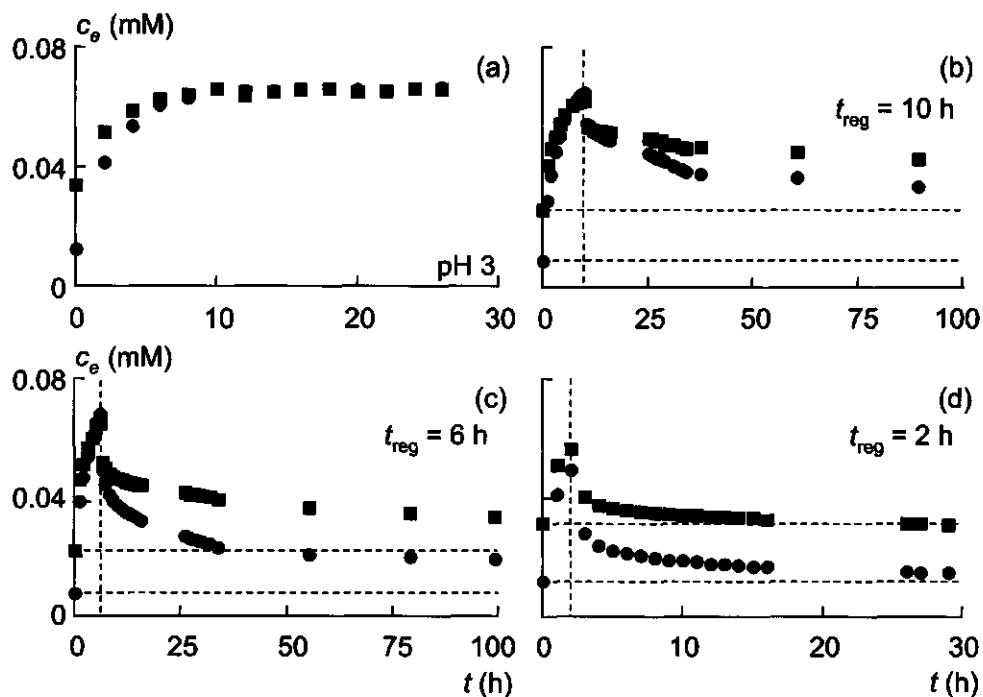 c_e (mM)
0.08
0.04
0
(a)
pH 3
0 10 20 30
(b)
t_reg = 10 h
0 25 50 75 100
c_e (mM)
0.08
0.04
0
(c)
t_reg = 6 h
0 25 50 75 100
t (h)
(d)
t_reg = 2 h
0 10 20 30
t (h)